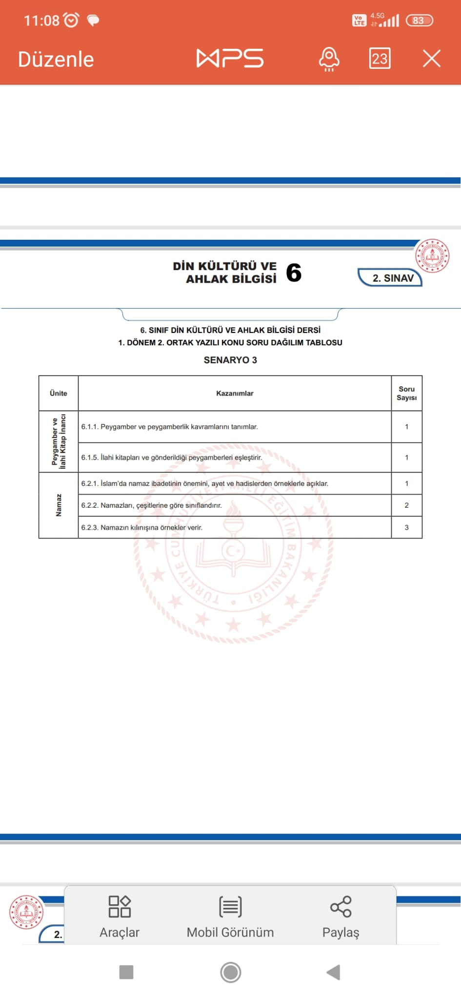 11:08
Vo LTE 4.5G 83
Düzenle
WPS
23
DİN KÜLTÜRÜ VE
AHLAK BİLGİSİ
6
2. SINAV
6. SINIF DİN KÜLTÜRÜ VE AHLAK BİLGİSİ DERSİ
1. DÖNEM 2. ORTAK YAZILI KONU SORU DAĞILIM TABLOSU
SENARYO 3
Ünite
Kazanımlar
Soru
Sayısı
Peygamber ve
İlahi Kitap İnancı
6.1.1. Peygamber ve peygamberlik kavramlarını tanımlar.
1
6.1.5. İlahi kitapları ve gönderildiği peygamberleri eşleştirir.
1
Namaz
6.2.1. İslam'da namaz ibadetinin önemini, ayet ve hadislerden örneklerle açıklar.
1
6.2.2. Namazları, çeşitlerine göre sınıflandırır.
2
6.2.3. Namazın kılınışına örnekler verir.
3
TÜRKİYE CUMHURİYETİ MİLLÎ EĞİTİM BAKANLIĞI
2.
Araçlar
Mobil Görünüm
Paylaş